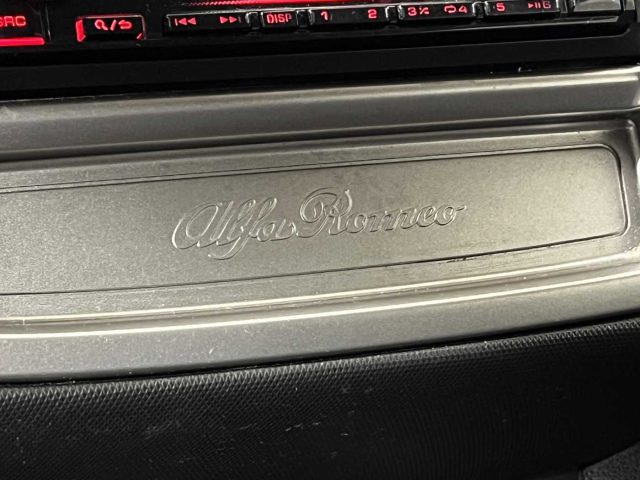 SRC ⏮◀◀ ▶▶⏭ DISP 1 2 3 4 5 6
Alfa Romeo